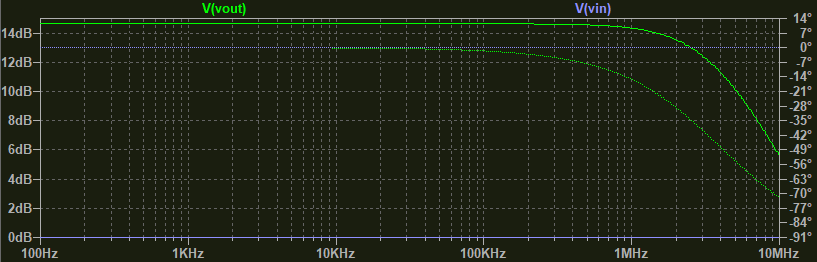 V(vout) V(vin)
14dB 14°
7°
12dB 0°
-7°
10dB -14°
-21°
8dB -28°
-35°
6dB -42°
-49°
4dB -56°
-63°
2dB -70°
-77°
0dB -84°
-91°
100Hz 1KHz 10KHz 100KHz 1MHz 10MHz